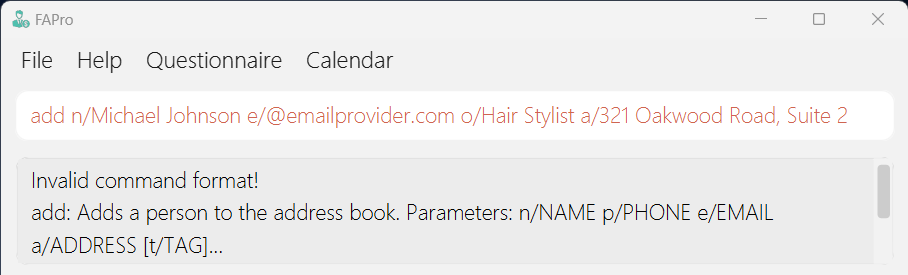 FAPro
File Help Questionnaire Calendar
add n/Michael Johnson e/@emailprovider.com o/Hair Stylist a/321 Oakwood Road, Suite 2
Invalid command format!
add: Adds a person to the address book. Parameters: n/NAME p/PHONE e/EMAIL
a/ADDRESS [t/TAG]...